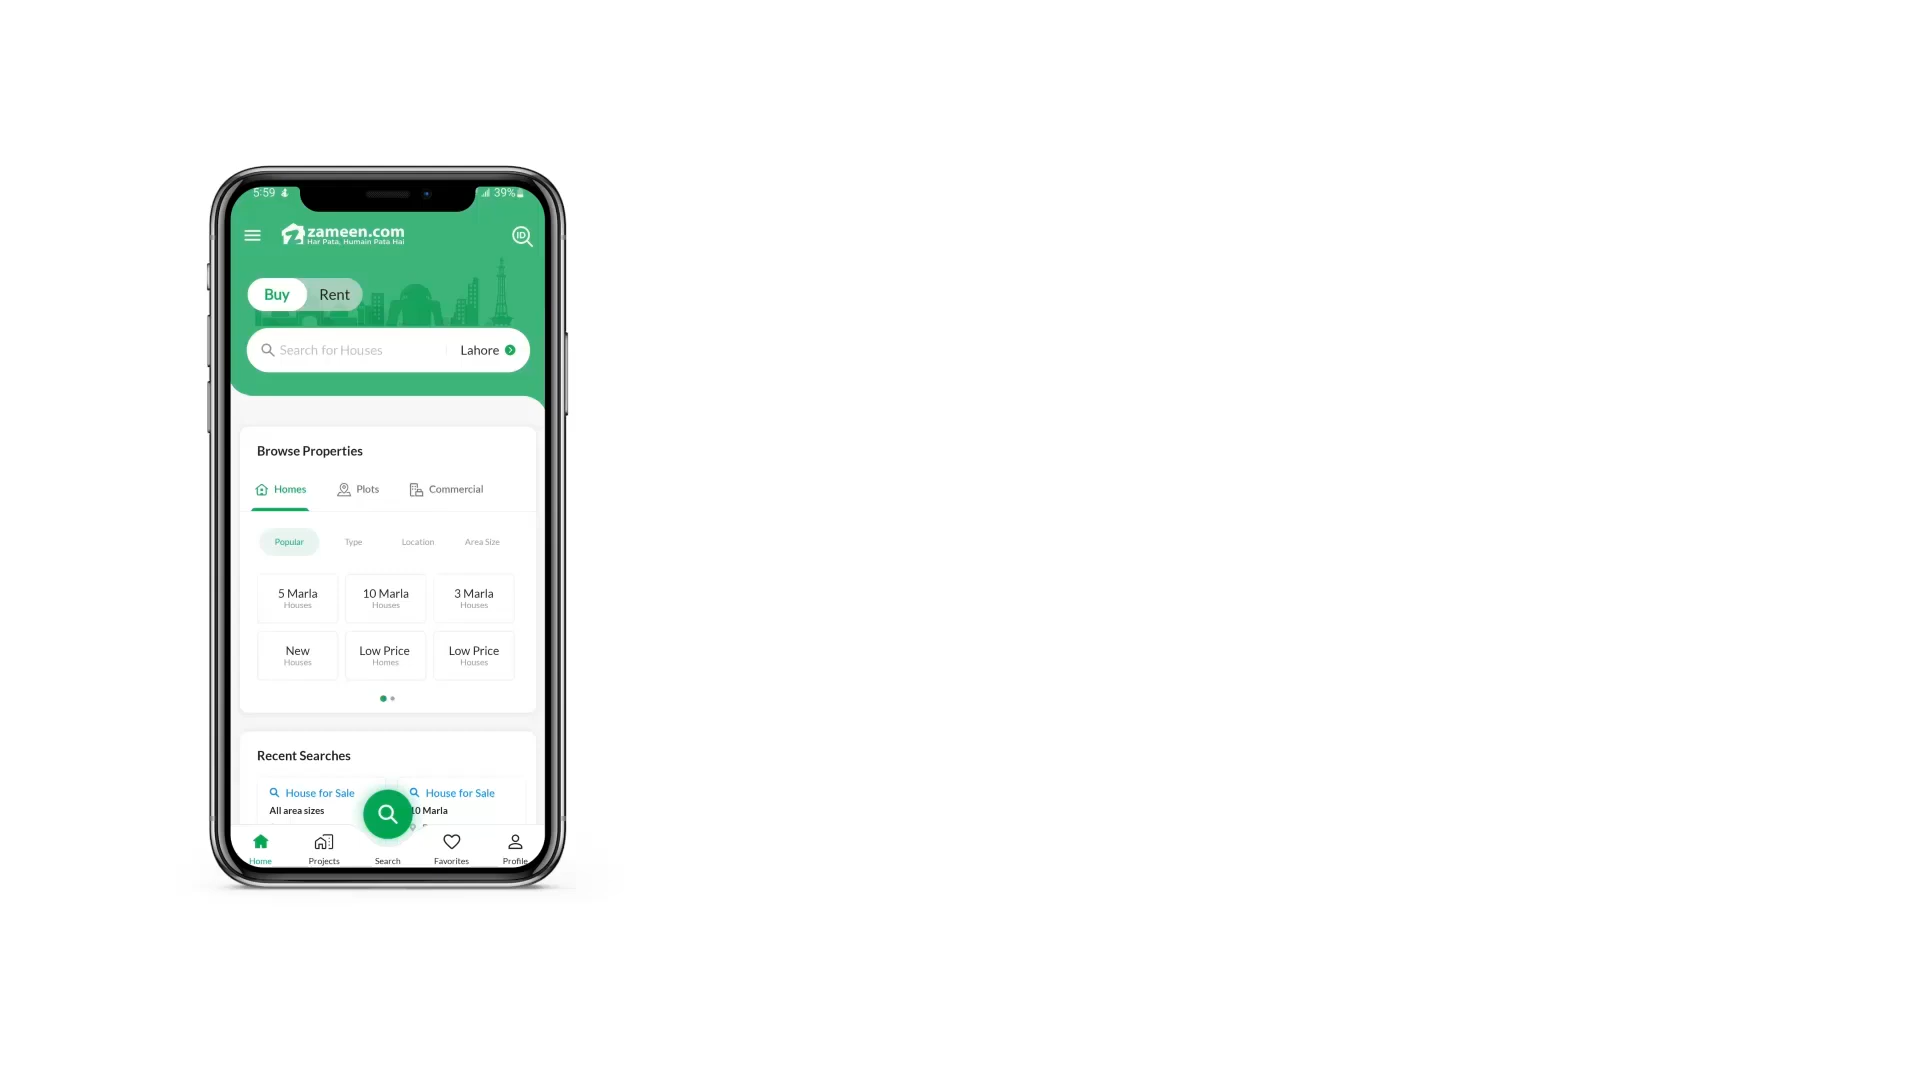 5:59
39%
zameen.com
Har Pata, Humain Pata Hai
ID
Buy Rent
Search for Houses Lahore
Browse Properties
Homes Plots Commercial
Popular Type Location Area Size
5 Marla 10 Marla 3 Marla
Houses Houses Houses
New Low Price Low Price
Houses Homes Houses
Recent Searches
House for Sale House for Sale
All area sizes 10 Marla
Home Projects Search Favorites Profile